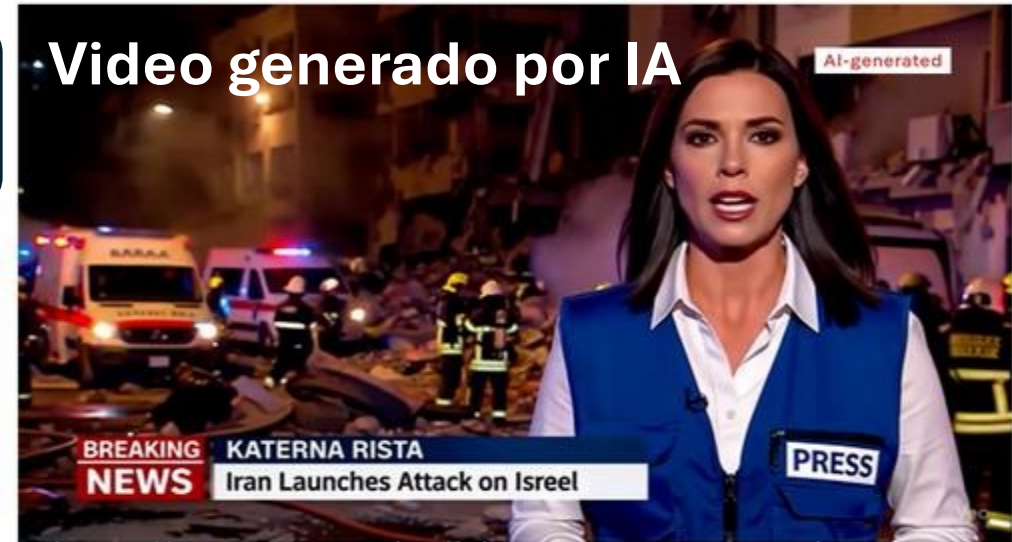 Video generado por IA
AI-generated
BREAKING
NEWS
KATERNA RISTA
Iran Launches Attack on Isreel
PRESS